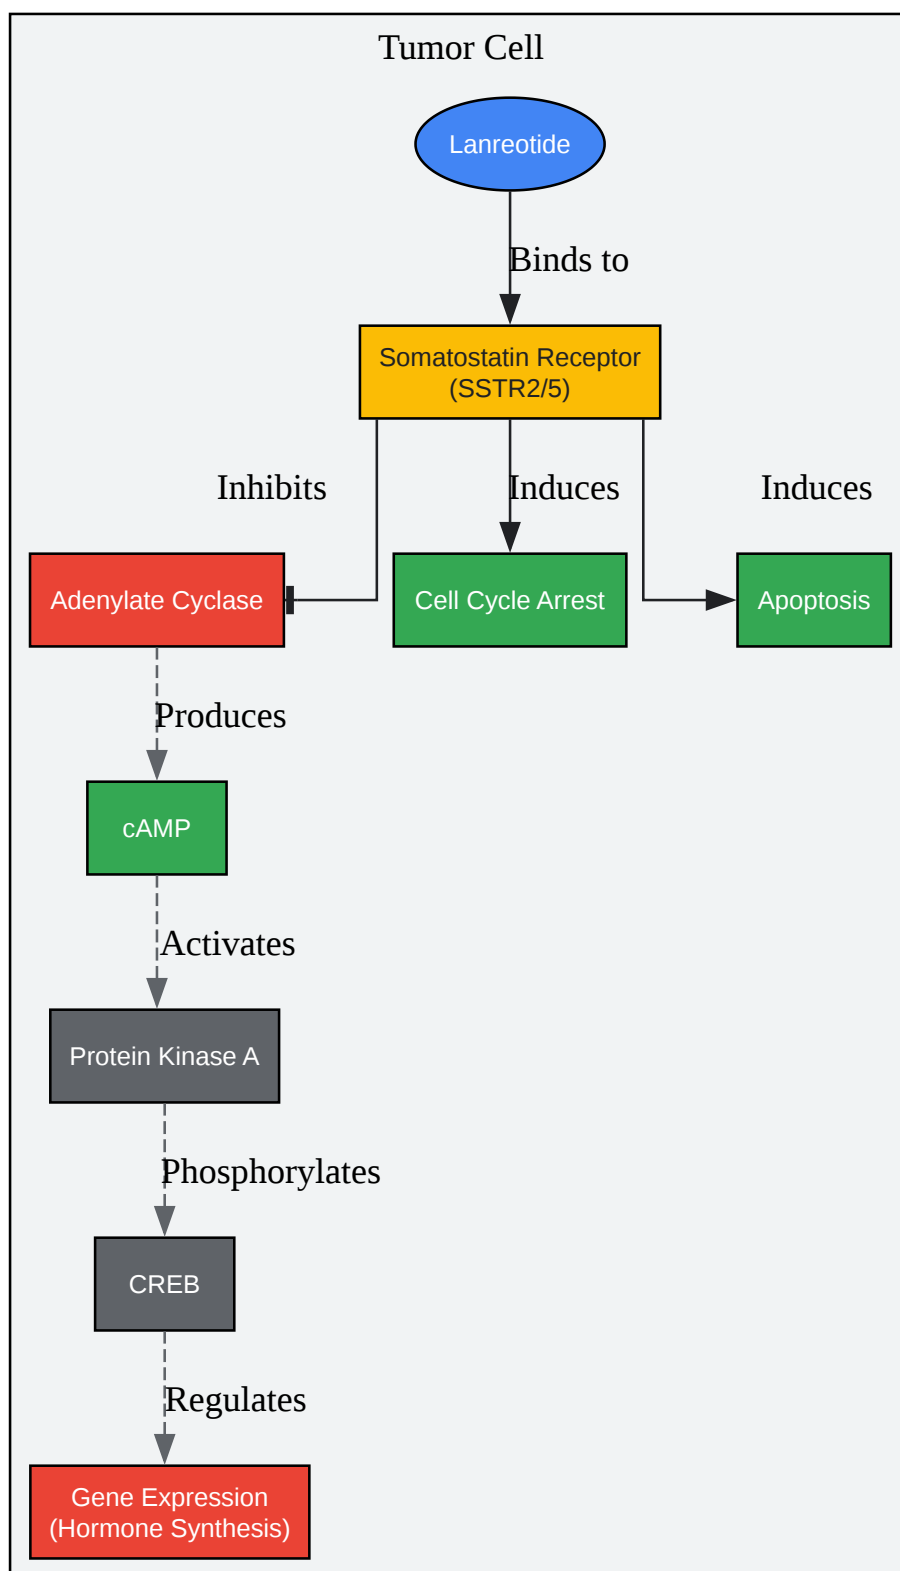 Tumor Cell
Lanreotide
Binds to
Somatostatin Receptor
(SSTR2/5)
Inhibits
Induces
Induces
Adenylate Cyclase
Cell Cycle Arrest
Apoptosis
Produces
cAMP
Activates
Protein Kinase A
Phosphorylates
CREB
Regulates
Gene Expression
(Hormone Synthesis)